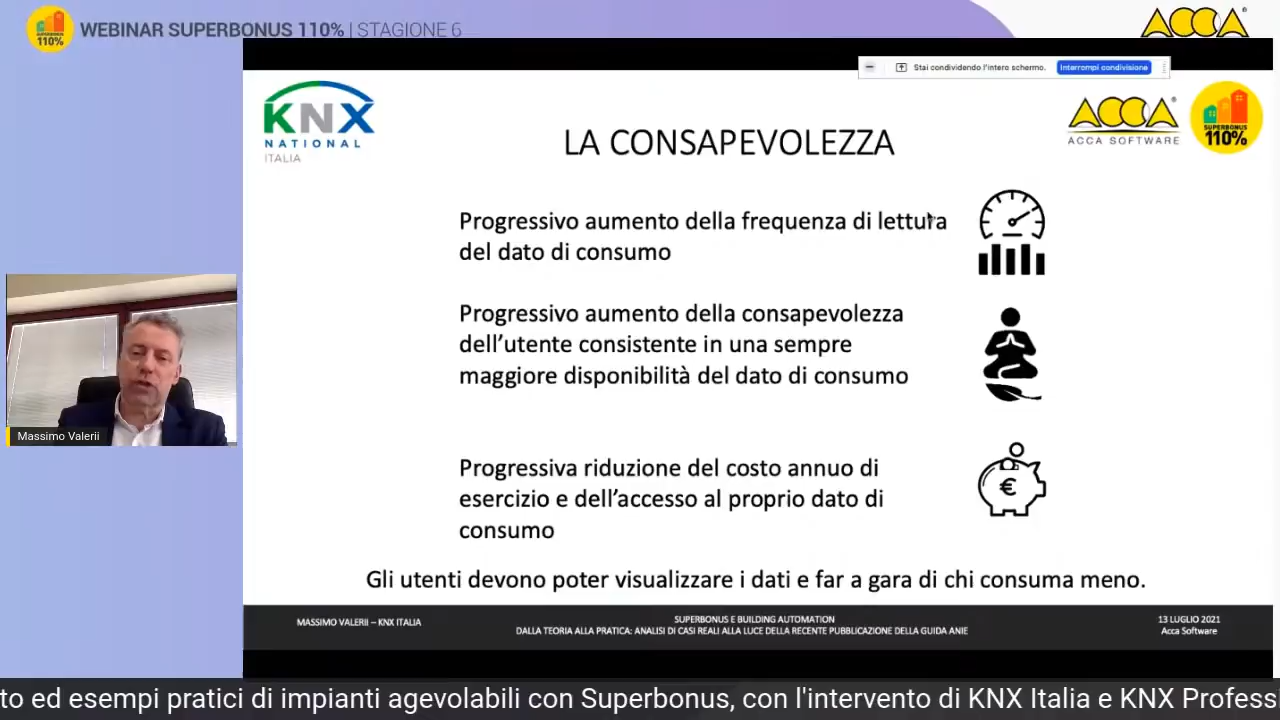 SUPERBONUS
110%
WEBINAR SUPERBONUS 110% | STAGIONE 6
ACCA
Stai condividendo l'intero schermo.
Interrompi condivisione
KNX
NATIONAL
ITALIA
ACCA
ACCA SOFTWARE
SUPERBONUS
110%
LA CONSAPEVOLEZZA
Progressivo aumento della frequenza di lettura
del dato di consumo
Progressivo aumento della consapevolezza
dell'utente consistente in una sempre
maggiore disponibilità del dato di consumo
Progressiva riduzione del costo annuo di
esercizio e dell'accesso al proprio dato di
consumo
€
Gli utenti devono poter visualizzare i dati e far a gara di chi consuma meno.
Massimo Valerii
MASSIMO VALERII – KNX ITALIA
SUPERBONUS E BUILDING AUTOMATION
DALLA TEORIA ALLA PRATICA: ANALISI DI CASI REALI ALLA LUCE DELLA RECENTE PUBBLICAZIONE DELLA GUIDA ANIE
13 LUGLIO 2021
Acca Software
to ed esempi pratici di impianti agevolabili con Superbonus, con l'intervento di KNX Italia e KNX Profess